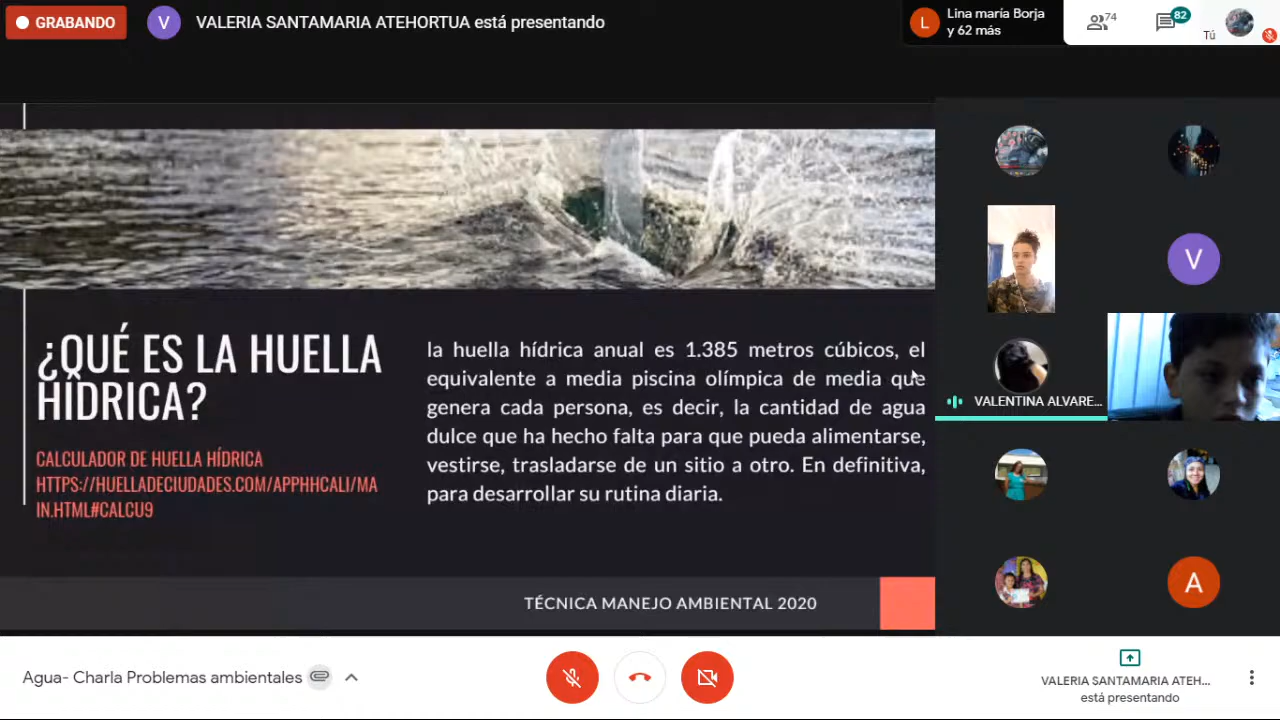 GRABANDO
V
VALERIA SANTAMARIA ATEHORTUA está presentando
L
Lina maría Borja
y 62 más
74
82
Tú
¿QUÉ ES LA HUELLA
HÍDRICA?
CALCULADOR DE HUELLA HÍDRICA
HTTPS://HUELLADECIUDADES.COM/APPHHCALI/MA
IN.HTML#CALCU9
la huella hídrica anual es 1.385 metros cúbicos, el
equivalente a media piscina olímpica de media que
genera cada persona, es decir, la cantidad de agua
dulce que ha hecho falta para que pueda alimentarse,
vestirse, trasladarse de un sitio a otro. En definitiva,
para desarrollar su rutina diaria.
TÉCNICA MANEJO AMBIENTAL 2020
V
VALENTINA ALVARE...
A
Agua- Charla Problemas ambientales
VALERIA SANTAMARIA ATEH...
está presentando